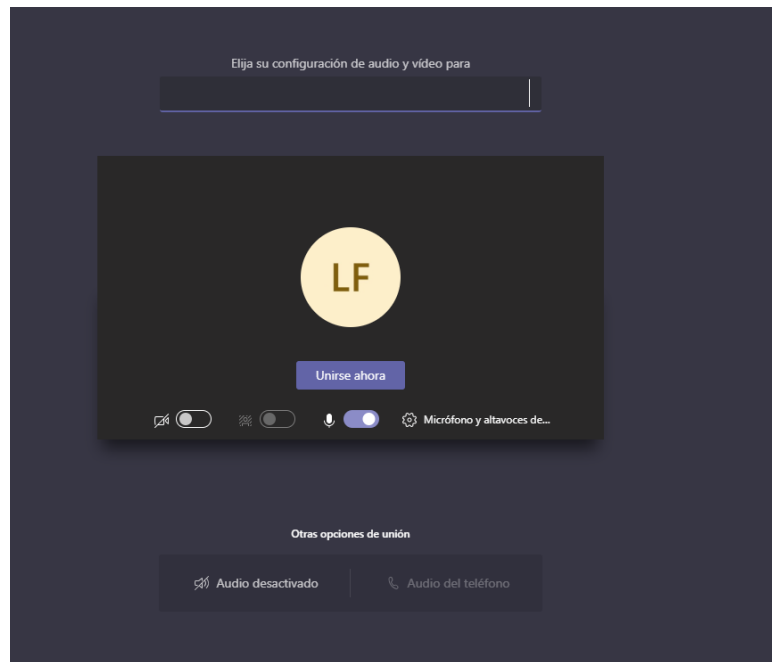 Elija su configuración de audio y vídeo para
LF
Unirse ahora
Micrófono y altavoces de...
Otras opciones de unión
Audio desactivado
Audio del teléfono